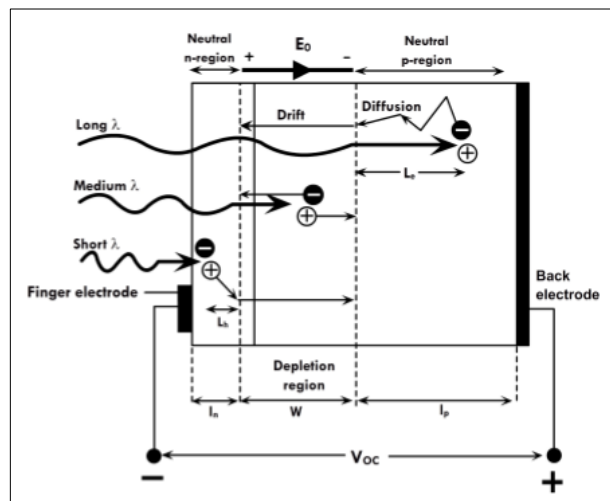 Neutral
n-region
+
E₀
−
Neutral
p-region
Drift
Diffusion
Long λ
−
+
Lₑ
Medium λ
−
+
Short λ
−
+
Finger electrode
Lₕ
Back
electrode
Depletion
region
lₙ
W
lₚ
V_OC
−
+